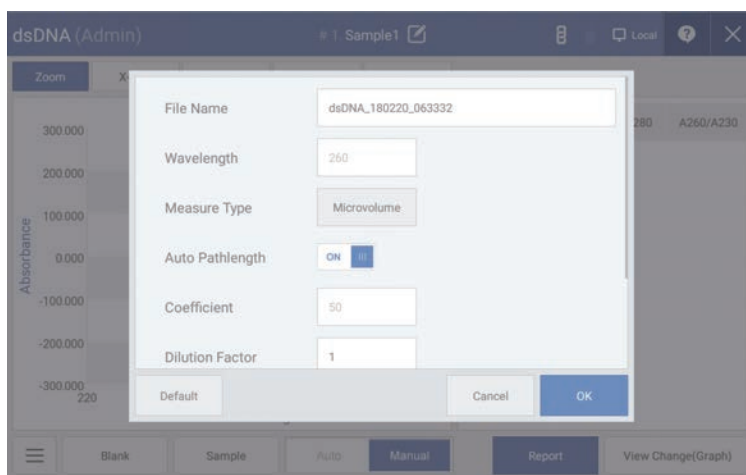 dsDNA (Admin) # 1. Sample1 Local
Zoom
280 A260/A230
File Name dsDNA_180220_063332
Wavelength 260
Measure Type Microvolume
Auto Pathlength ON
Coefficient 50
Dilution Factor 1
Default Cancel OK
Absorbance
300.000
200.000
100.000
0.000
-100.000
-200.000
-300.000
220
Blank Sample Auto Manual Report View Change(Graph)